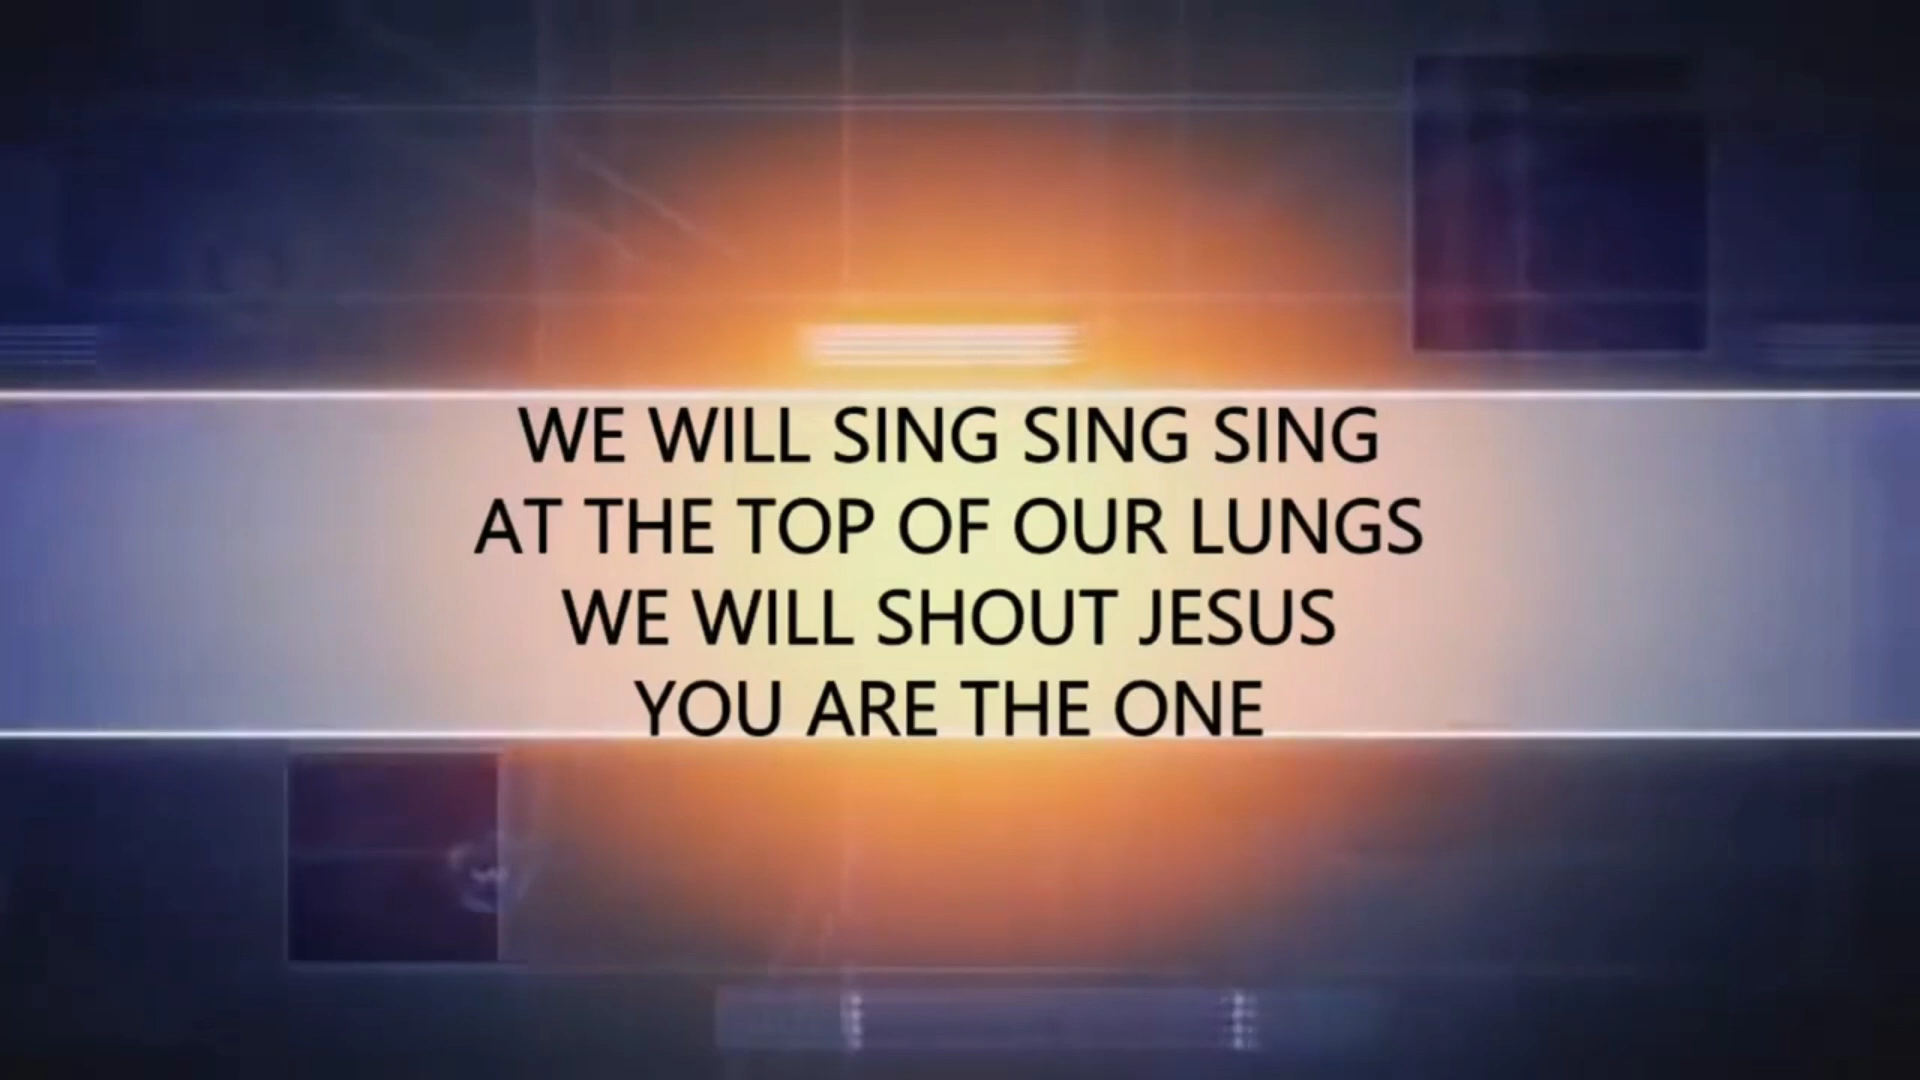 WE WILL SING SING SING
AT THE TOP OF OUR LUNGS
WE WILL SHOUT JESUS
YOU ARE THE ONE